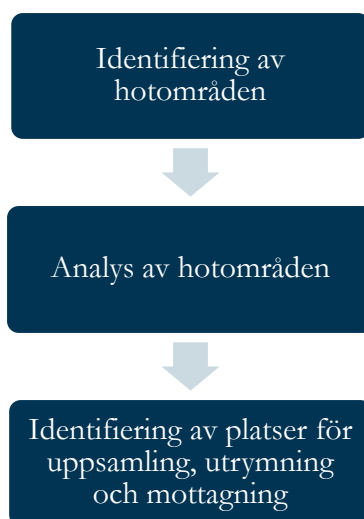 Identifiering av
hotområden
Analys av hotområden
Identifiering av platser för
uppsamling, utrymning
och mottagning